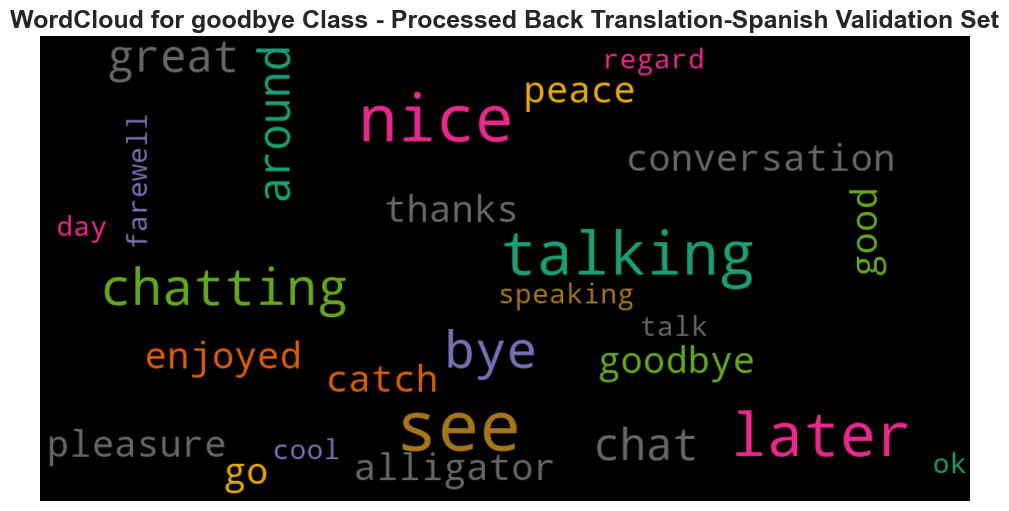 WordCloud for goodbye Class - Processed Back Translation-Spanish Validation Set
great
around
regard
peace
nice
farewell
conversation
thanks
good
day
talking
chatting
speaking
talk
bye
enjoyed
goodbye
catch
see
later
pleasure
chat
cool
alligator
go
ok